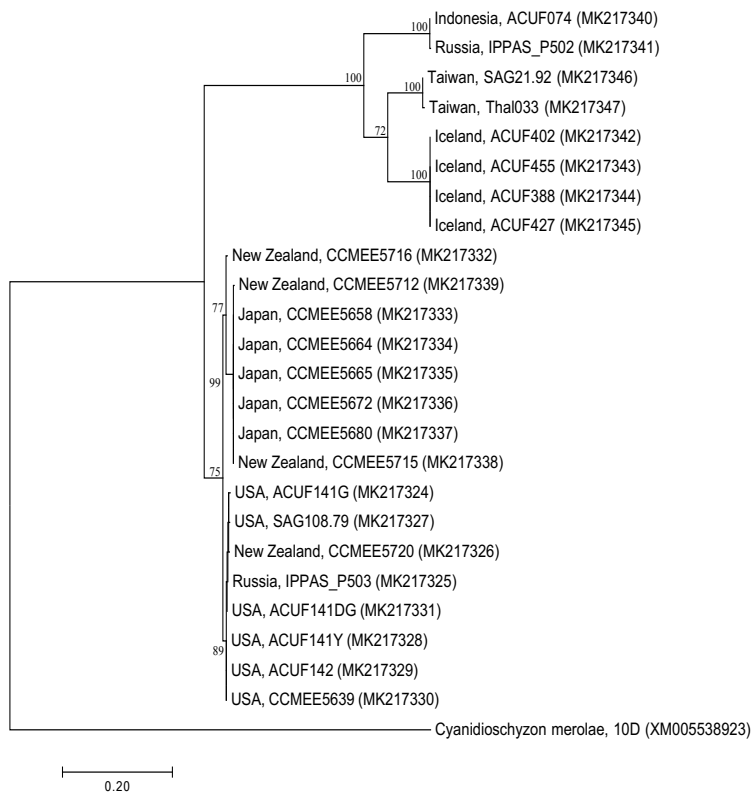 Indonesia, ACUF074 (MK217340)
100
Russia, IPPAS_P502 (MK217341)
100
Taiwan, SAG21.92 (MK217346)
100
Taiwan, Thal033 (MK217347)
72
Iceland, ACUF402 (MK217342)
Iceland, ACUF455 (MK217343)
100
Iceland, ACUF388 (MK217344)
Iceland, ACUF427 (MK217345)
New Zealand, CCMEE5716 (MK217332)
New Zealand, CCMEE5712 (MK217339)
77
Japan, CCMEE5658 (MK217333)
Japan, CCMEE5664 (MK217334)
Japan, CCMEE5665 (MK217335)
99
Japan, CCMEE5672 (MK217336)
Japan, CCMEE5680 (MK217337)
New Zealand, CCMEE5715 (MK217338)
75
USA, ACUF141G (MK217324)
USA, SAG108.79 (MK217327)
New Zealand, CCMEE5720 (MK217326)
Russia, IPPAS_P503 (MK217325)
USA, ACUF141DG (MK217331)
USA, ACUF141Y (MK217328)
89
USA, ACUF142 (MK217329)
USA, CCMEE5639 (MK217330)
Cyanidioschyzon merolae, 10D (XM005538923)
0.20